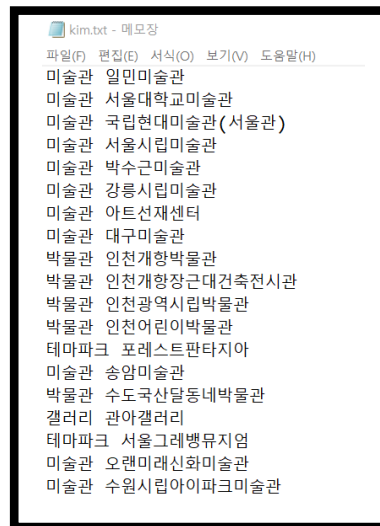 kim.txt - 메모장
파일(F) 편집(E) 서식(O) 보기(V) 도움말(H)
미술관 일민미술관
미술관 서울대학교미술관
미술관 국립현대미술관(서울관)
미술관 서울시립미술관
미술관 박수근미술관
미술관 강릉시립미술관
미술관 아트선재센터
미술관 대구미술관
박물관 인천개항박물관
박물관 인천개항장근대건축전시관
박물관 인천광역시립박물관
박물관 인천어린이박물관
테마파크 포레스트판타지아
미술관 송암미술관
박물관 수도국산달동네박물관
갤러리 관아갤러리
테마파크 서울그레뱅뮤지엄
미술관 오랜미래신화미술관
미술관 수원시립아이파크미술관